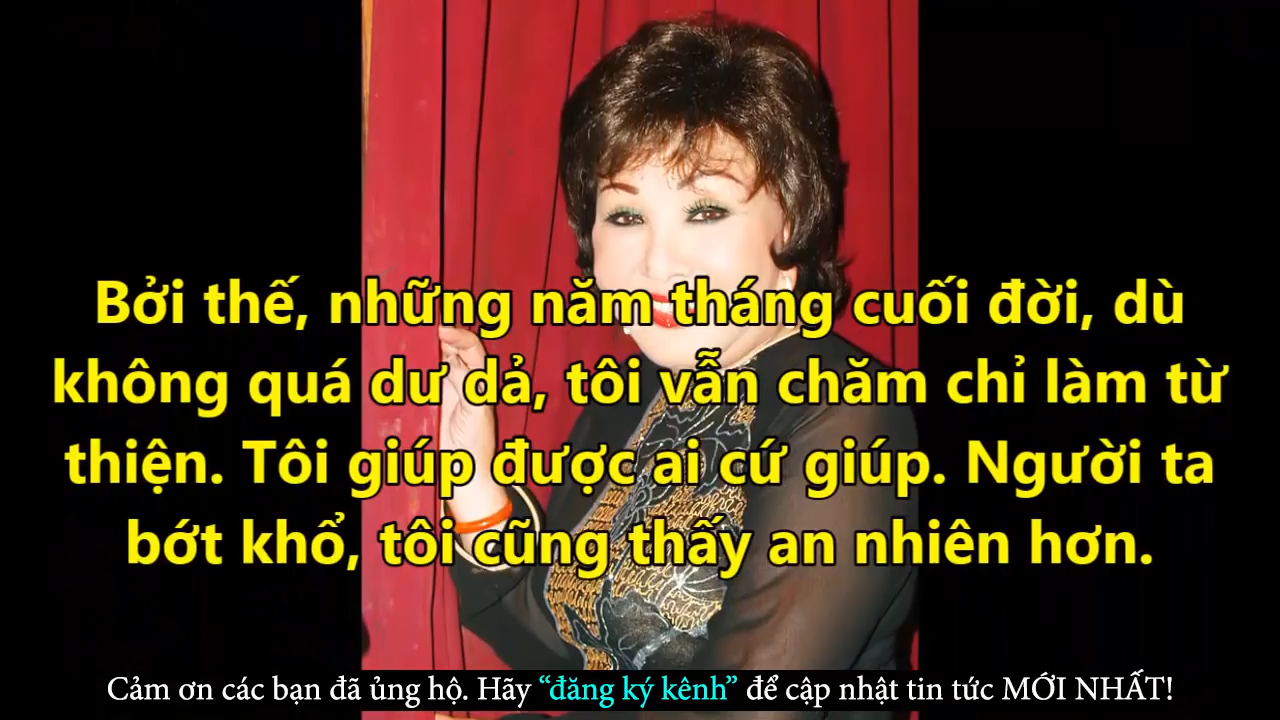 Bởi thế, những năm tháng cuối đời, dù
không quá dư dả, tôi vẫn chăm chỉ làm từ
thiện. Tôi giúp được ai cứ giúp. Người ta
bớt khổ, tôi cũng thấy an nhiên hơn.
Cảm ơn các bạn đã ủng hộ. Hãy “đăng ký kênh” để cập nhật tin tức MỚI NHẤT!